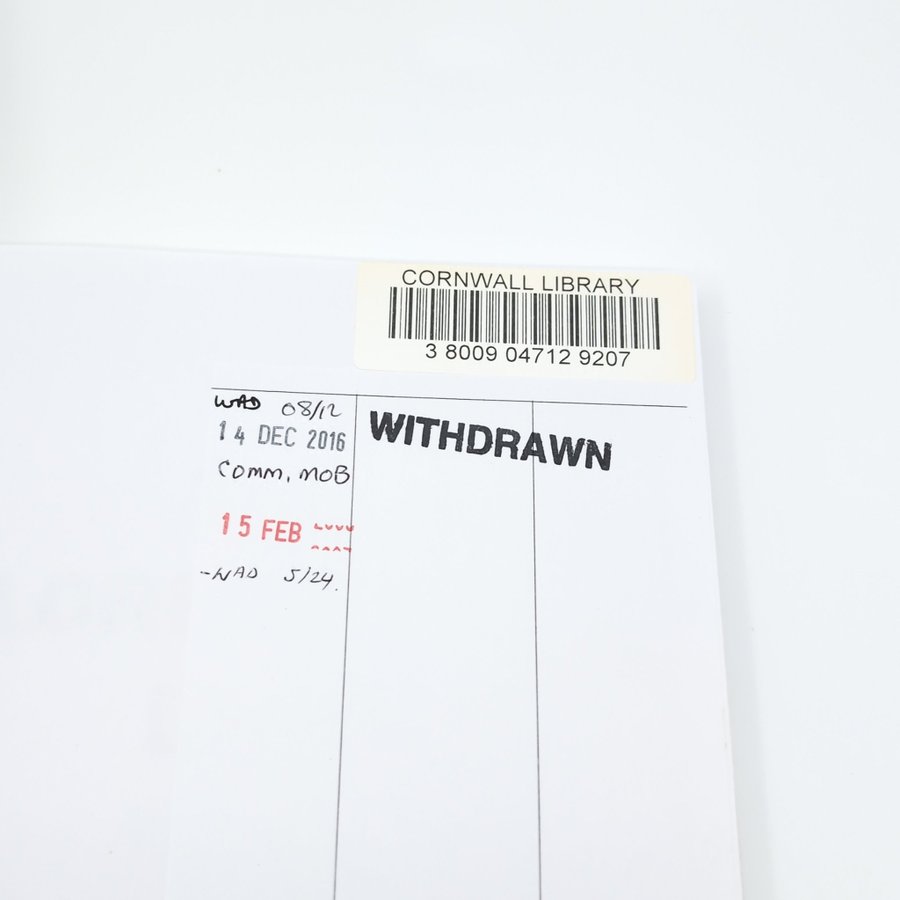 CORNWALL LIBRARY
3 8009 04712 9207
WAD 08/12
WITHDRAWN
14 DEC 2016
COMM. MOB
15 FEB
-WAD 5/24.